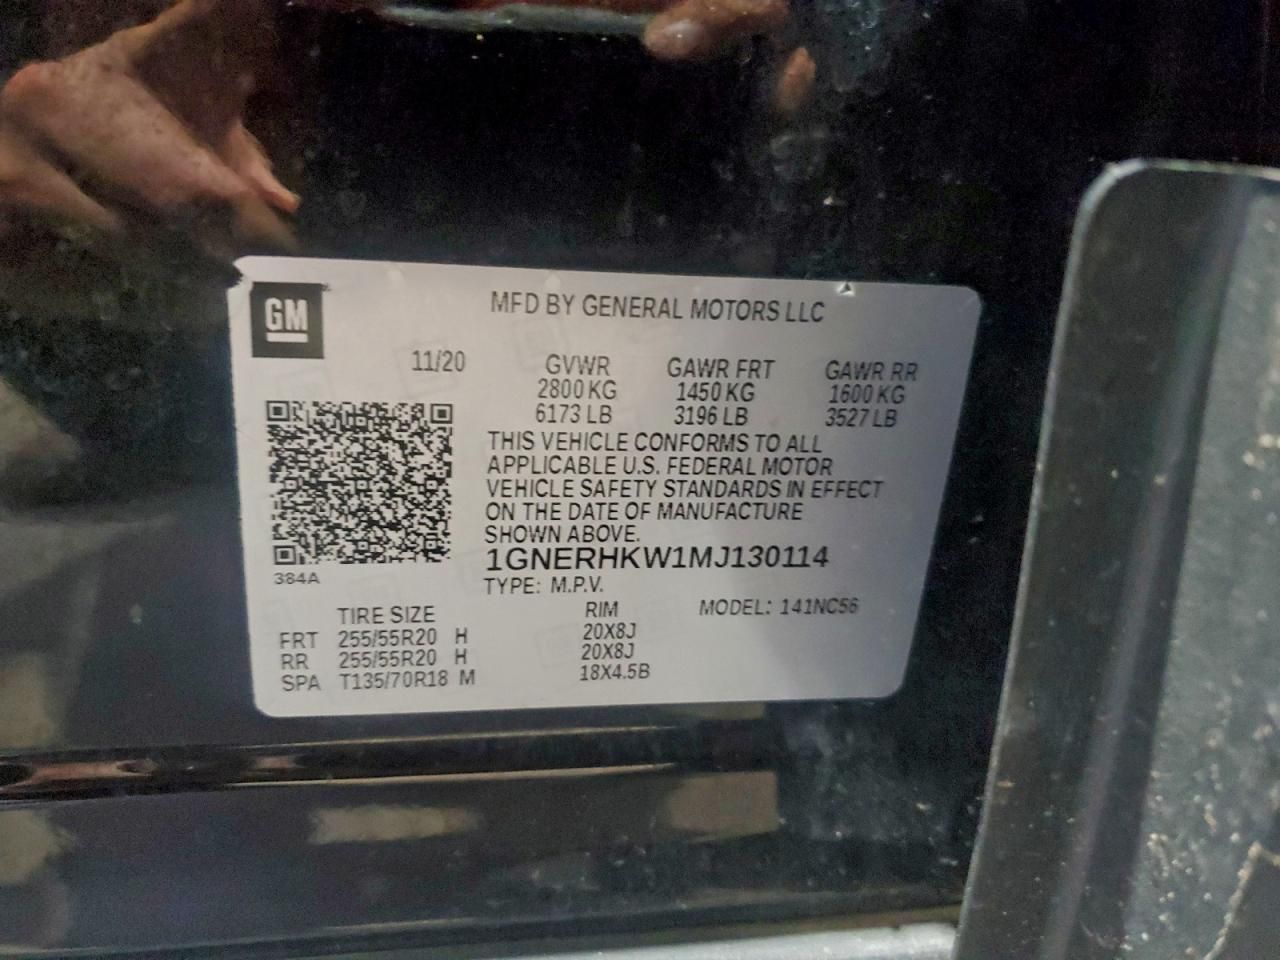 GM
MFD BY GENERAL MOTORS LLC
11/20 GVWR GAWR FRT GAWR RR
2800 KG 1450 KG 1600 KG
6173 LB 3196 LB 3527 LB
THIS VEHICLE CONFORMS TO ALL
APPLICABLE U.S. FEDERAL MOTOR
VEHICLE SAFETY STANDARDS IN EFFECT
ON THE DATE OF MANUFACTURE
SHOWN ABOVE.
1GNERHKW1MJ130114
384A
TYPE: M.P.V.
TIRE SIZE RIM MODEL: 141NC56
FRT 255/55R20 H 20X8J
RR 255/55R20 H 20X8J
SPA T135/70R18 M 18X4.5B